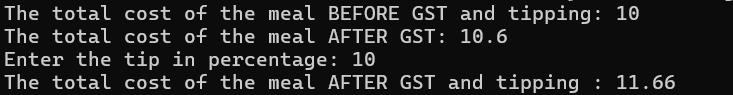 The total cost of the meal BEFORE GST and tipping: 10
The total cost of the meal AFTER GST: 10.6
Enter the tip in percentage: 10
The total cost of the meal AFTER GST and tipping : 11.66